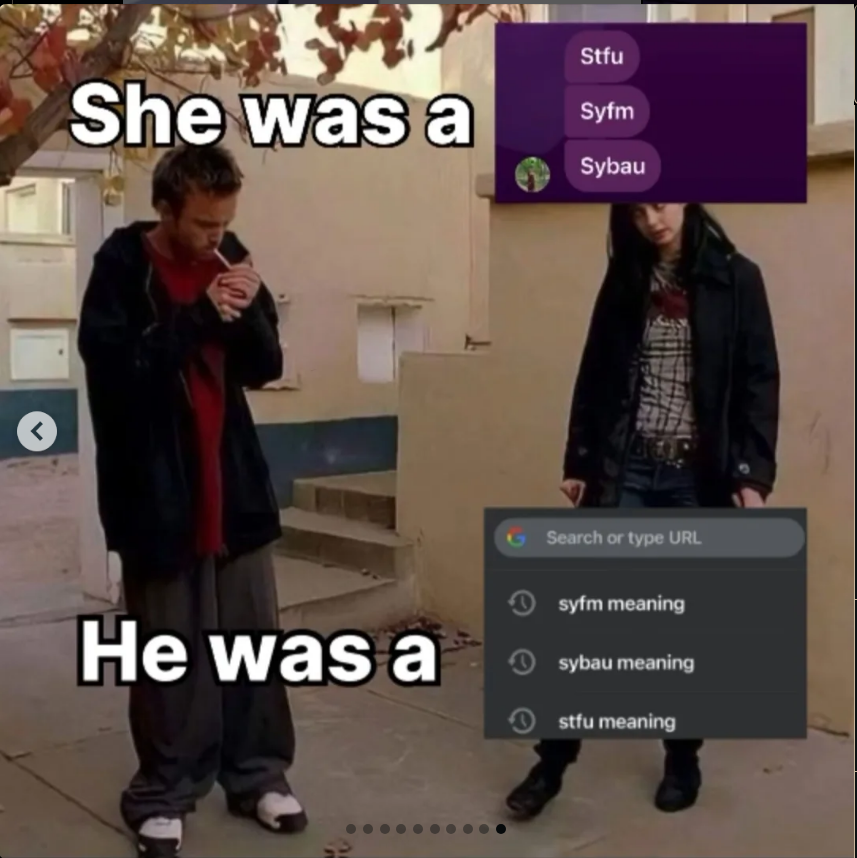 She was a
Stfu
Syfm
Sybau
He was a
Search or type URL
syfm meaning
sybau meaning
stfu meaning